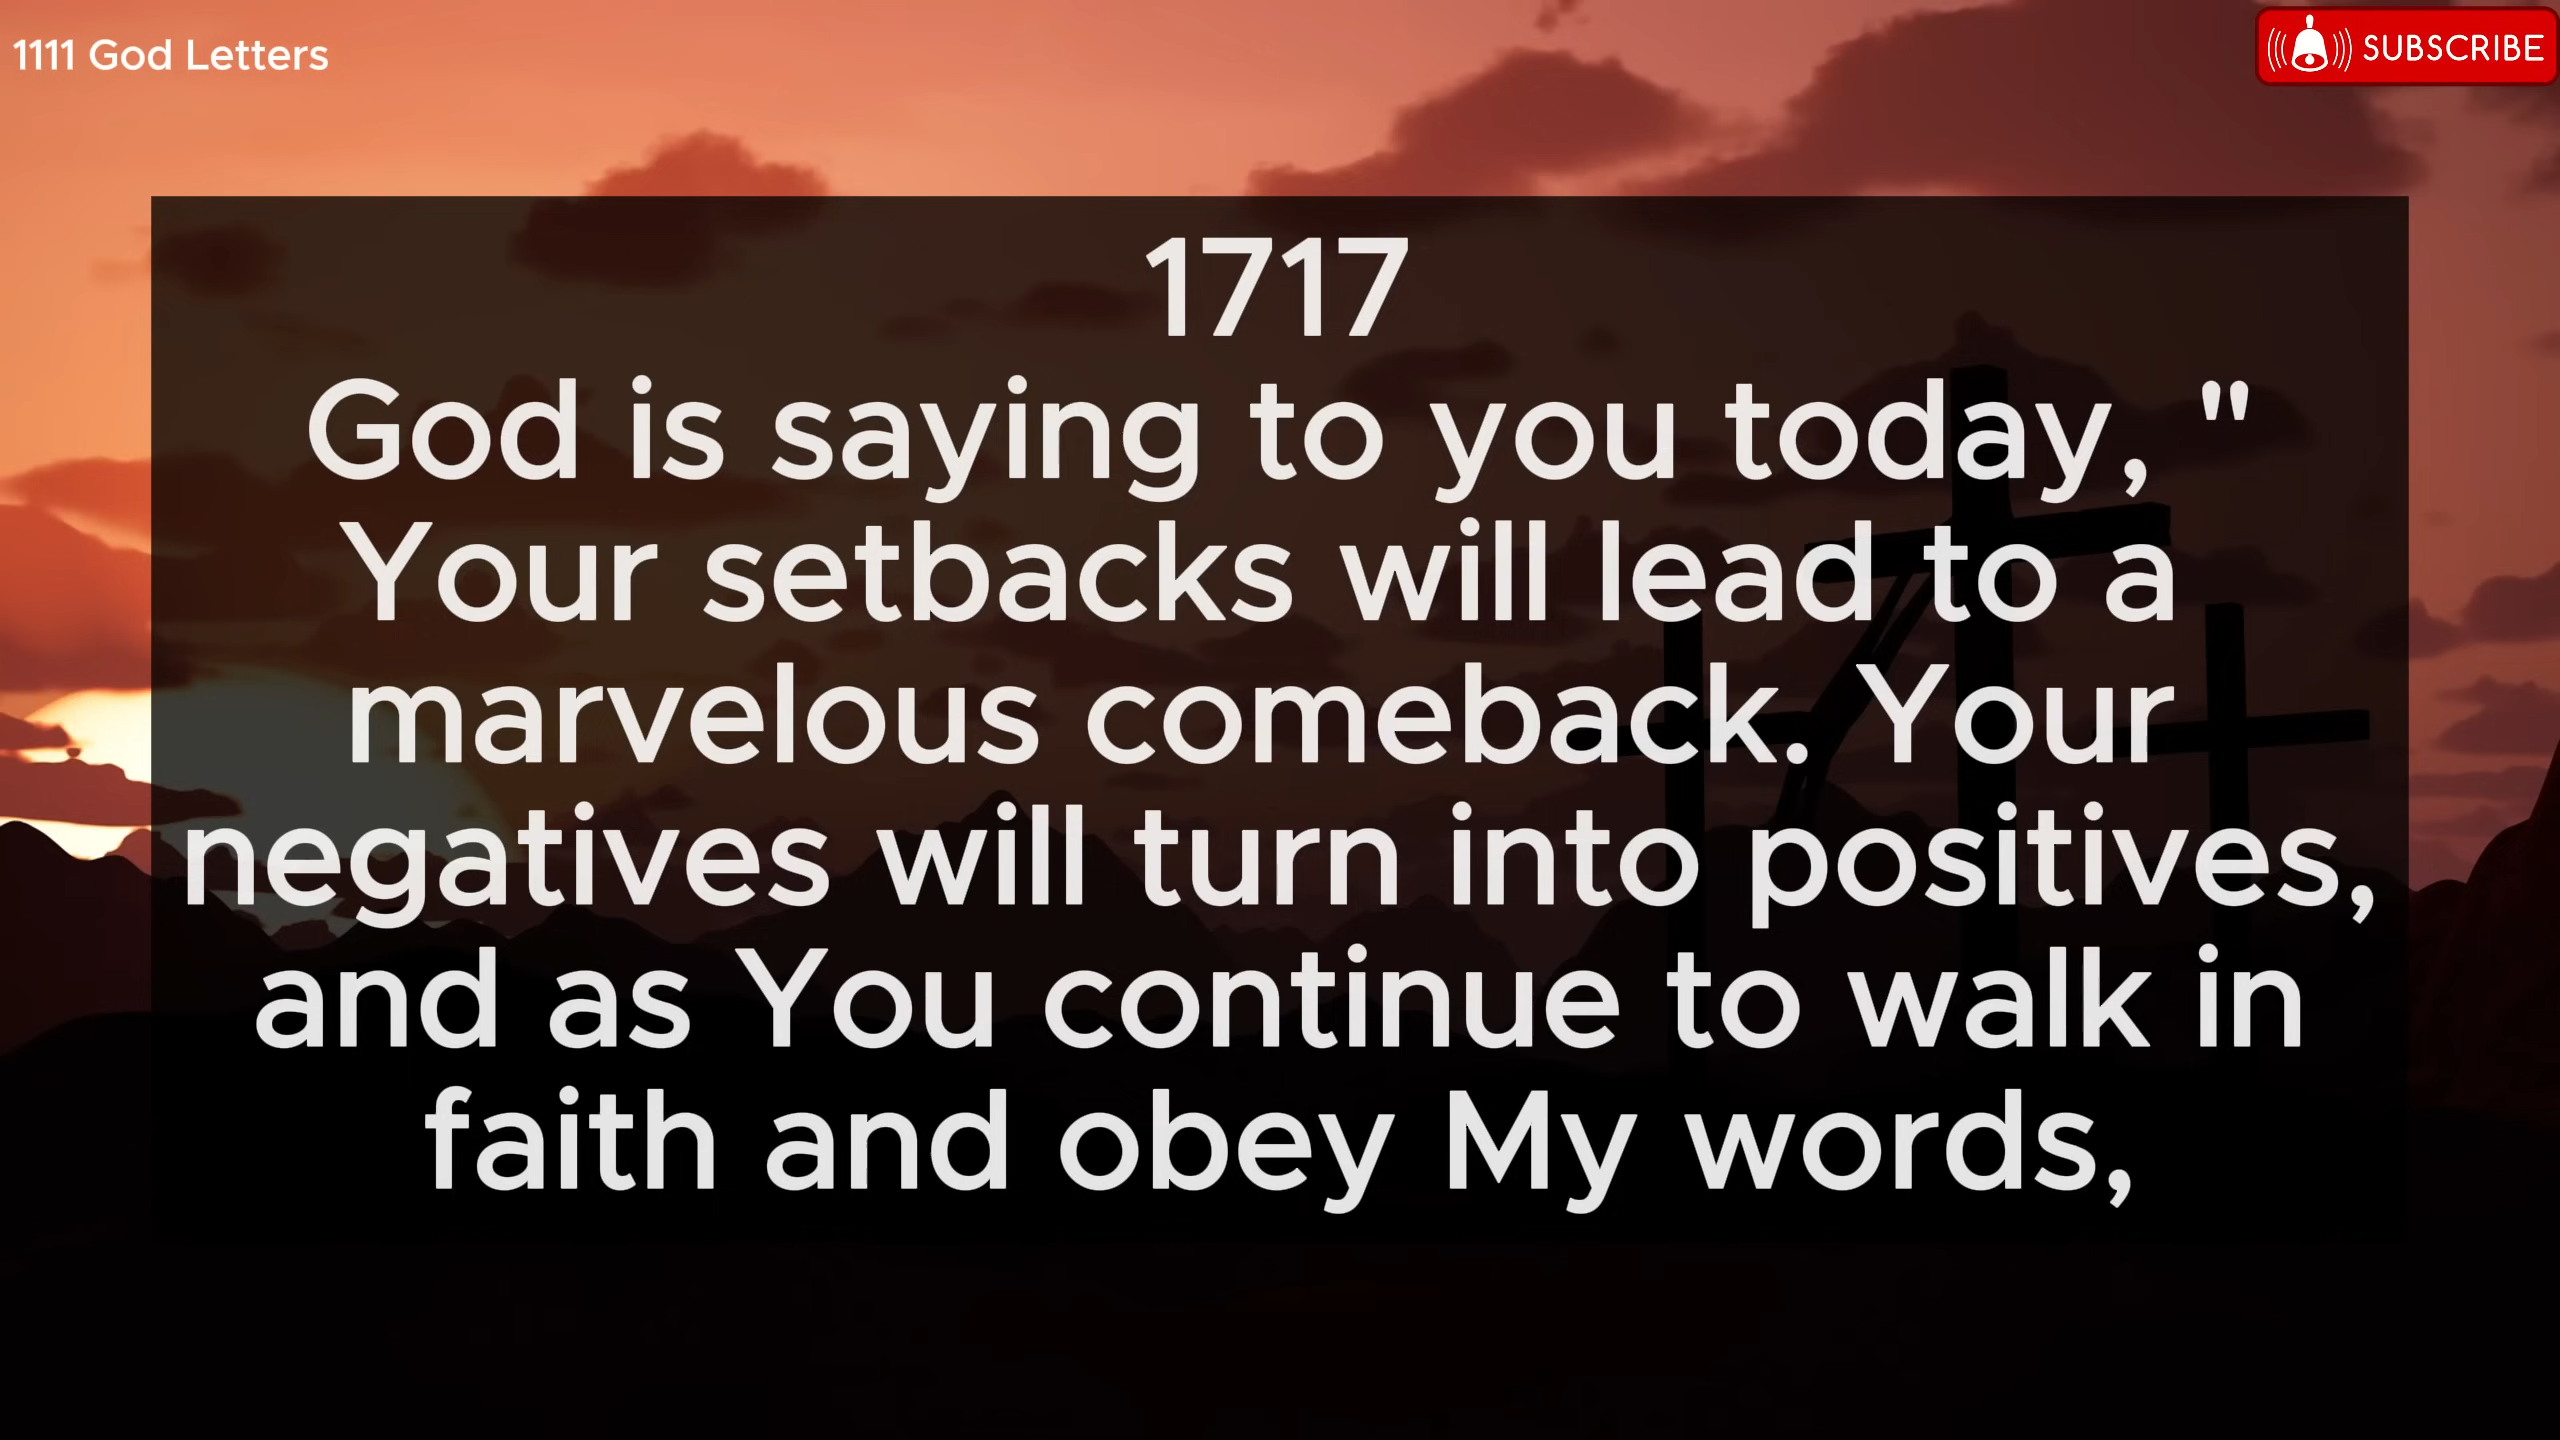 1111 God Letters
SUBSCRIBE
1717
God is saying to you today, "
Your setbacks will lead to a
marvelous comeback. Your
negatives will turn into positives,
and as You continue to walk in
faith and obey My words,